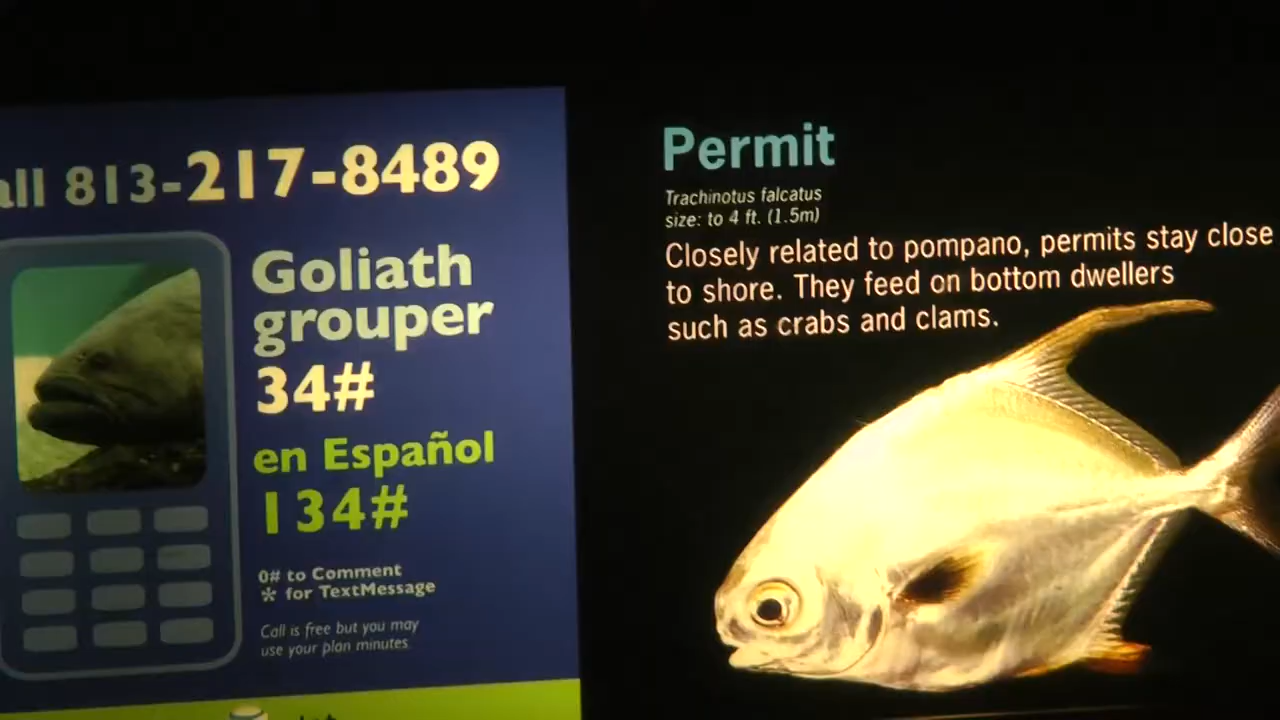 all 813-217-8489
Goliath
grouper
34#
en Español
134#
0# to Comment
* for TextMessage
Call is free but you may
use your plan minutes.
Permit
Trachinotus falcatus
size: to 4 ft. (1.5m)
Closely related to pompano, permits stay close
to shore. They feed on bottom dwellers
such as crabs and clams.